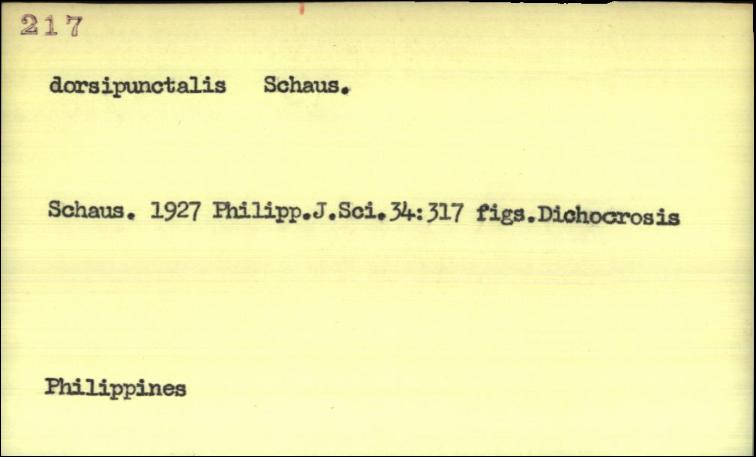 217
dorsipunctalis Schaus.
Schaus. 1927 Philipp.J.Sci.34:317 figs.Dichocrosis
Philippines